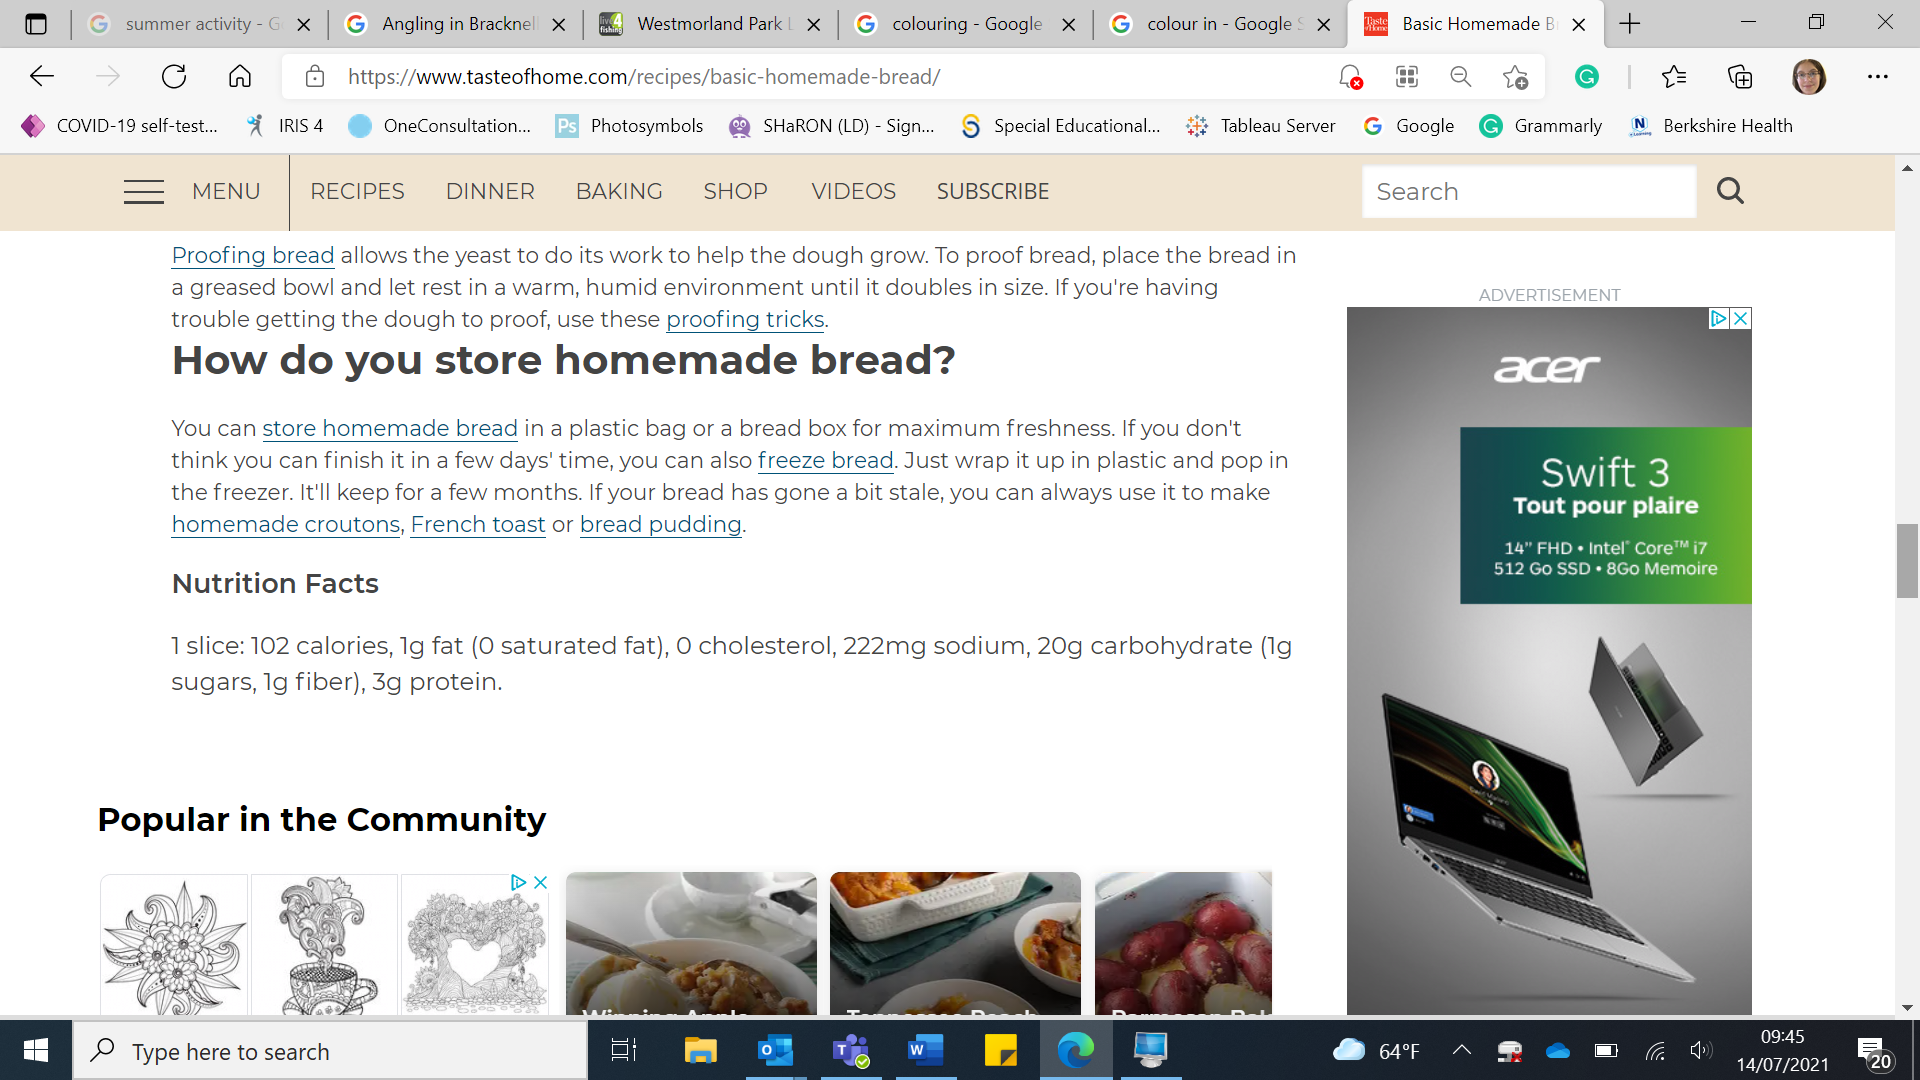 summer activity - G
Angling in Bracknell
Westmorland Park L
colouring - Google
colour in - Google S
Basic Homemade B
https://www.tasteofhome.com/recipes/basic-homemade-bread/
COVID-19 self-test...
IRIS 4
OneConsultation...
Ps Photosymbols
SHaRON (LD) - Sign...
Special Educational...
Tableau Server
Google
Grammarly
Berkshire Health
MENU
RECIPES
DINNER
BAKING
SHOP
VIDEOS
SUBSCRIBE
Search
Proofing bread allows the yeast to do its work to help the dough grow. To proof bread, place the bread in
a greased bowl and let rest in a warm, humid environment until it doubles in size. If you're having
trouble getting the dough to proof, use these proofing tricks.
How do you store homemade bread?
You can store homemade bread in a plastic bag or a bread box for maximum freshness. If you don't
think you can finish it in a few days' time, you can also freeze bread. Just wrap it up in plastic and pop in
the freezer. It'll keep for a few months. If your bread has gone a bit stale, you can always use it to make
homemade croutons, French toast or bread pudding.
Nutrition Facts
1 slice: 102 calories, 1g fat (0 saturated fat), 0 cholesterol, 222mg sodium, 20g carbohydrate (1g
sugars, 1g fiber), 3g protein.
Popular in the Community
Winning Apple
Tennessee Peach
ADVERTISEMENT
acer
Swift 3
Tout pour plaire
14" FHD • Intel® Core™ i7
512 Go SSD • 8Go Memoire
Type here to search
64°F
09:45
14/07/2021
20